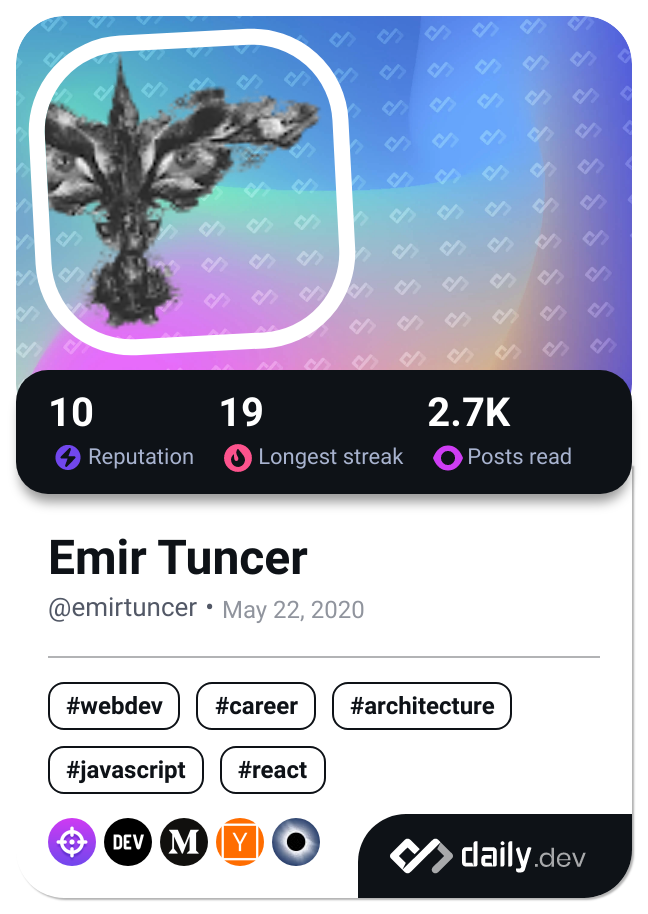 10 19 2.7K
Reputation Longest streak Posts read
Emir Tuncer
@emirtuncer • May 22, 2020
#webdev #career #architecture
#javascript #react
DEV M Y daily.dev